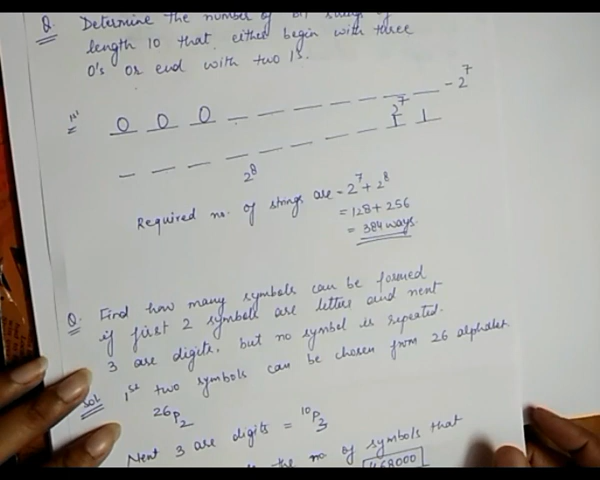 Q. Determine the number of bit strings of
length 10 that either begin with three
0's or end with two 1s.
0 0 0 _ _ _ _ _ _ _ - 2^7
2^7
_ _ _ _ _ _ _ _ 1 1
2^8
Required no. of strings are - 2^7 + 2^8
= 128 + 256
= 384 ways.
Q. Find how many symbols can be formed
if first 2 symbols are letters and next
3 are digits, but no symbol is repeated.
Sol 1st two symbols can be chosen from 26 alphabet
26P2
Next 3 are digits = 10P3
the no. of symbols that
468000